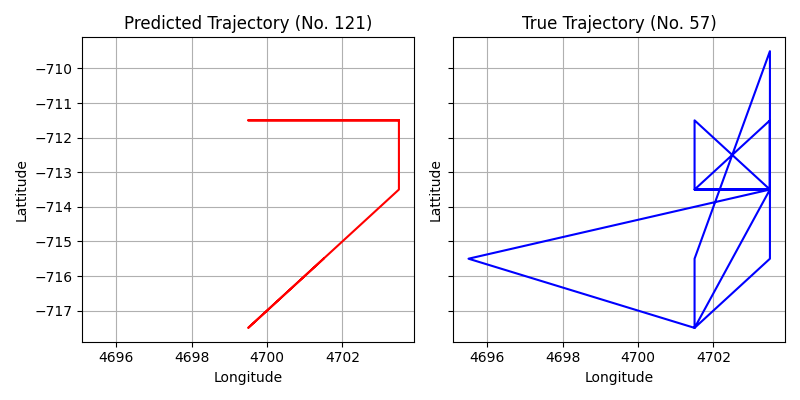 Predicted Trajectory (No. 121)
−710
−711
−712
−713
−714
−715
−716
−717
Lattitude
4696
4698
4700
4702
Longitude
True Trajectory (No. 57)
Lattitude
4696
4698
4700
4702
Longitude